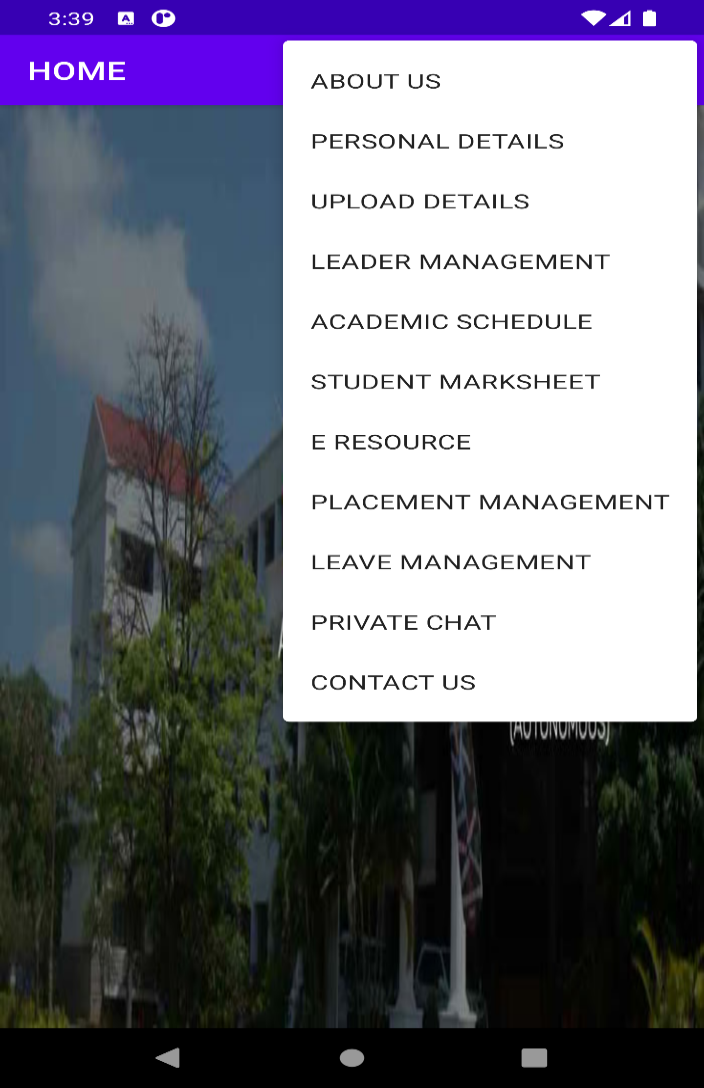 3:39
HOME
ABOUT US
PERSONAL DETAILS
UPLOAD DETAILS
LEADER MANAGEMENT
ACADEMIC SCHEDULE
STUDENT MARKSHEET
E RESOURCE
PLACEMENT MANAGEMENT
LEAVE MANAGEMENT
PRIVATE CHAT
CONTACT US
(AUTONOMOUS)